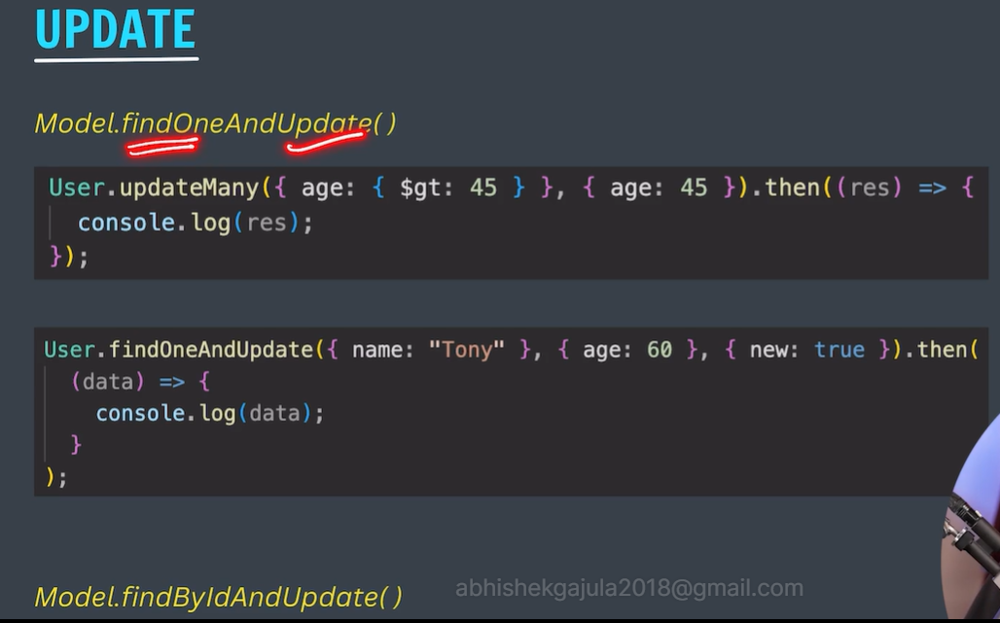 UPDATE
Model.findOneAndUpdate( )
User.updateMany({ age: { $gt: 45 } }, { age: 45 }).then((res) => {
console.log(res);
});
User.findOneAndUpdate({ name: "Tony" }, { age: 60 }, { new: true }).then(
(data) => {
console.log(data);
}
);
Model.findByIdAndUpdate( )
abhishekgajula2018@gmail.com